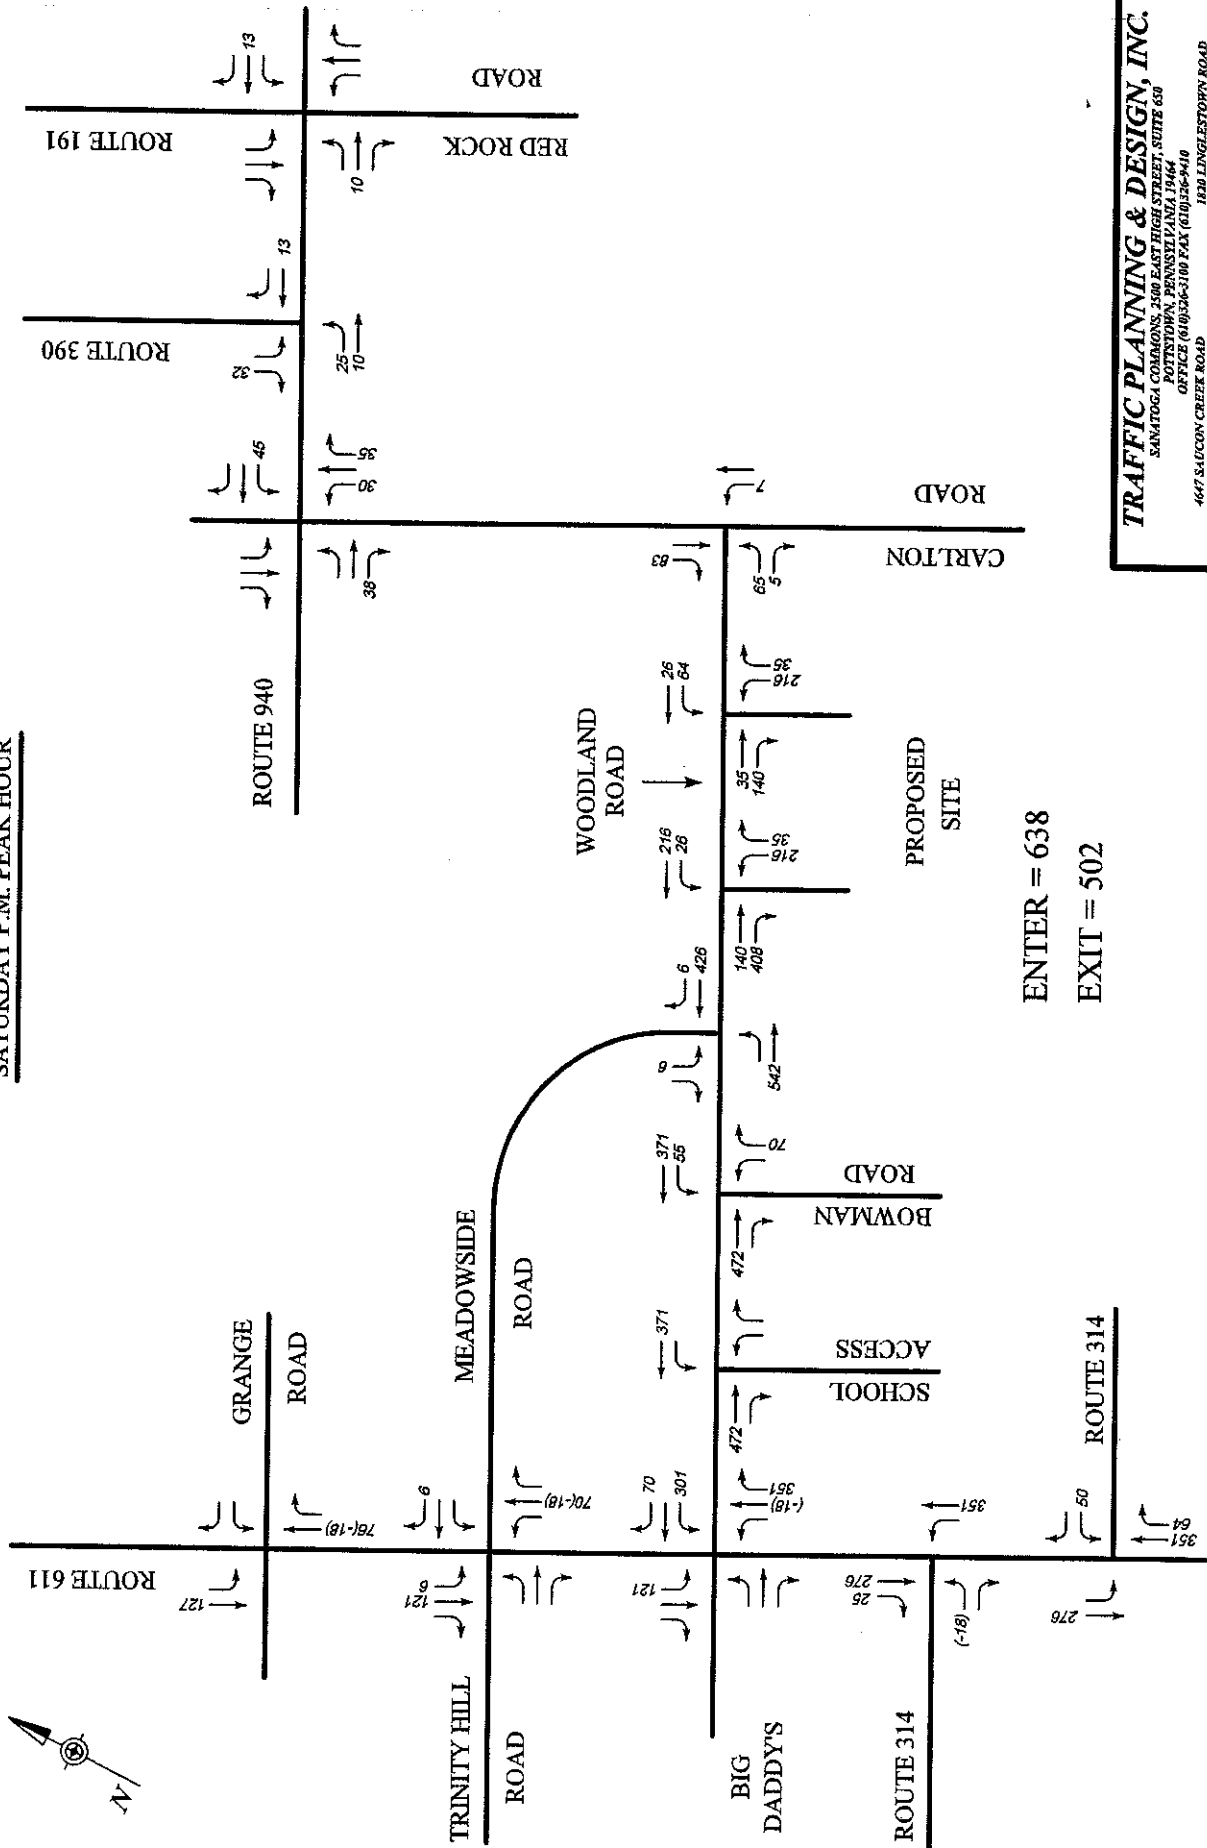 SATURDAY P.M. PEAK HOUR
N
ROUTE 191
13
RED ROCK
ROAD
10
ROUTE 390
13
32
25
10
ROUTE 940
45
30
35
38
CARLTON
ROAD
83
7
65
5
WOODLAND
ROAD
26
64
216
35
35
140
216
26
216
35
140
408
PROPOSED
SITE
ENTER = 638
EXIT = 502
6
426
6
542
MEADOWSIDE
ROAD
371
55
70
472
BOWMAN
ROAD
371
472
SCHOOL
ACCESS
GRANGE
ROAD
ROUTE 611
127
76(-18)
TRINITY HILL
ROAD
121
6
6
70(-18)
BIG
DADDY'S
121
70
301
(-18)
351
ROUTE 314
25
276
351
(-18)
ROUTE 314
50
276
351
64
TRAFFIC PLANNING & DESIGN, INC.
SANATOGA COMMONS, 2500 EAST HIGH STREET, SUITE 650
POTTSTOWN, PENNSYLVANIA 19464
OFFICE (610)326-3100 FAX (610)326-9410
4647 SAUCON CREEK ROAD 1820 LINGLESTOWN ROAD